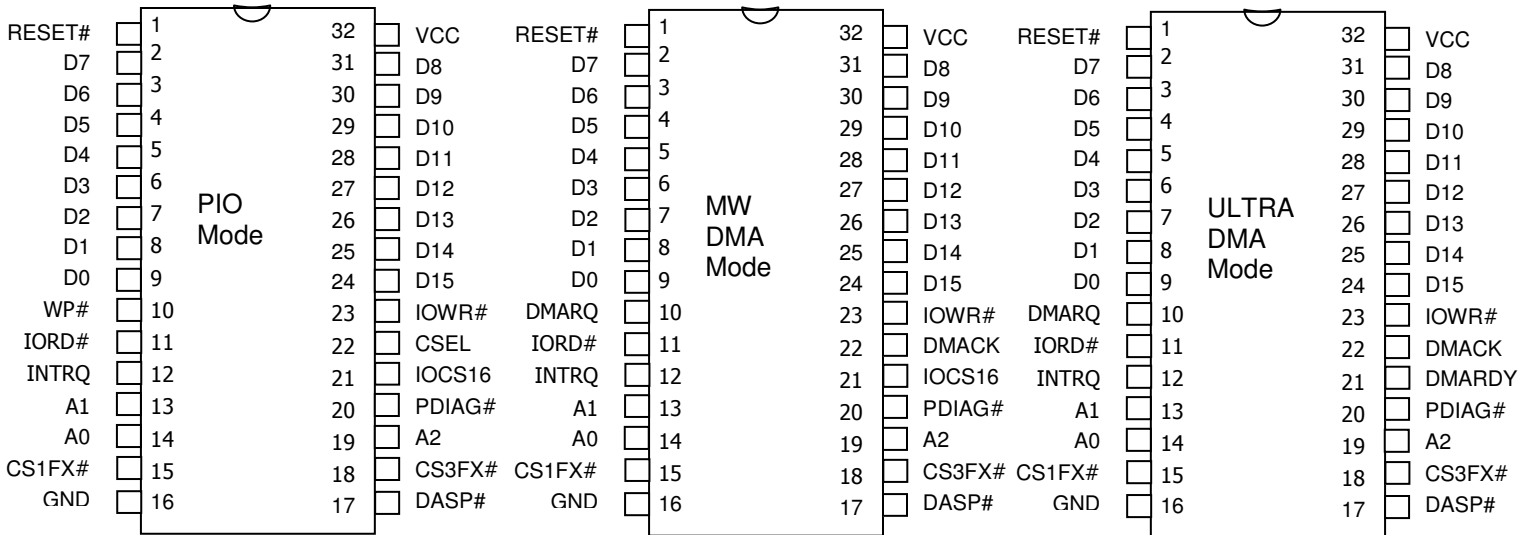 RESET# 1 32 VCC RESET# 1 32 VCC RESET# 1 32 VCC
D7 2 31 D8 D7 2 31 D8 D7 2 31 D8
D6 3 30 D9 D6 3 30 D9 D6 3 30 D9
D5 4 29 D10 D5 4 29 D10 D5 4 29 D10
D4 5 28 D11 D4 5 28 D11 D4 5 28 D11
D3 6 27 D12 D3 6 27 D12 D3 6 27 D12
D2 7 PIO 26 D13 D2 7 MW 26 D13 D2 7 ULTRA 26 D13
D1 8 Mode 25 D14 D1 8 DMA 25 D14 D1 8 DMA 25 D14
D0 9 24 D15 D0 9 Mode 24 D15 D0 9 Mode 24 D15
WP# 10 23 IOWR# DMARQ 10 23 IOWR# DMARQ 10 23 IOWR#
IORD# 11 22 CSEL IORD# 11 22 DMACK IORD# 11 22 DMACK
INTRQ 12 21 IOCS16 INTRQ 12 21 IOCS16 INTRQ 12 21 DMARDY
A1 13 20 PDIAG# A1 13 20 PDIAG# A1 13 20 PDIAG#
A0 14 19 A2 A0 14 19 A2 A0 14 19 A2
CS1FX# 15 18 CS3FX# CS1FX# 15 18 CS3FX# CS1FX# 15 18 CS3FX#
GND 16 17 DASP# GND 16 17 DASP# GND 16 17 DASP#